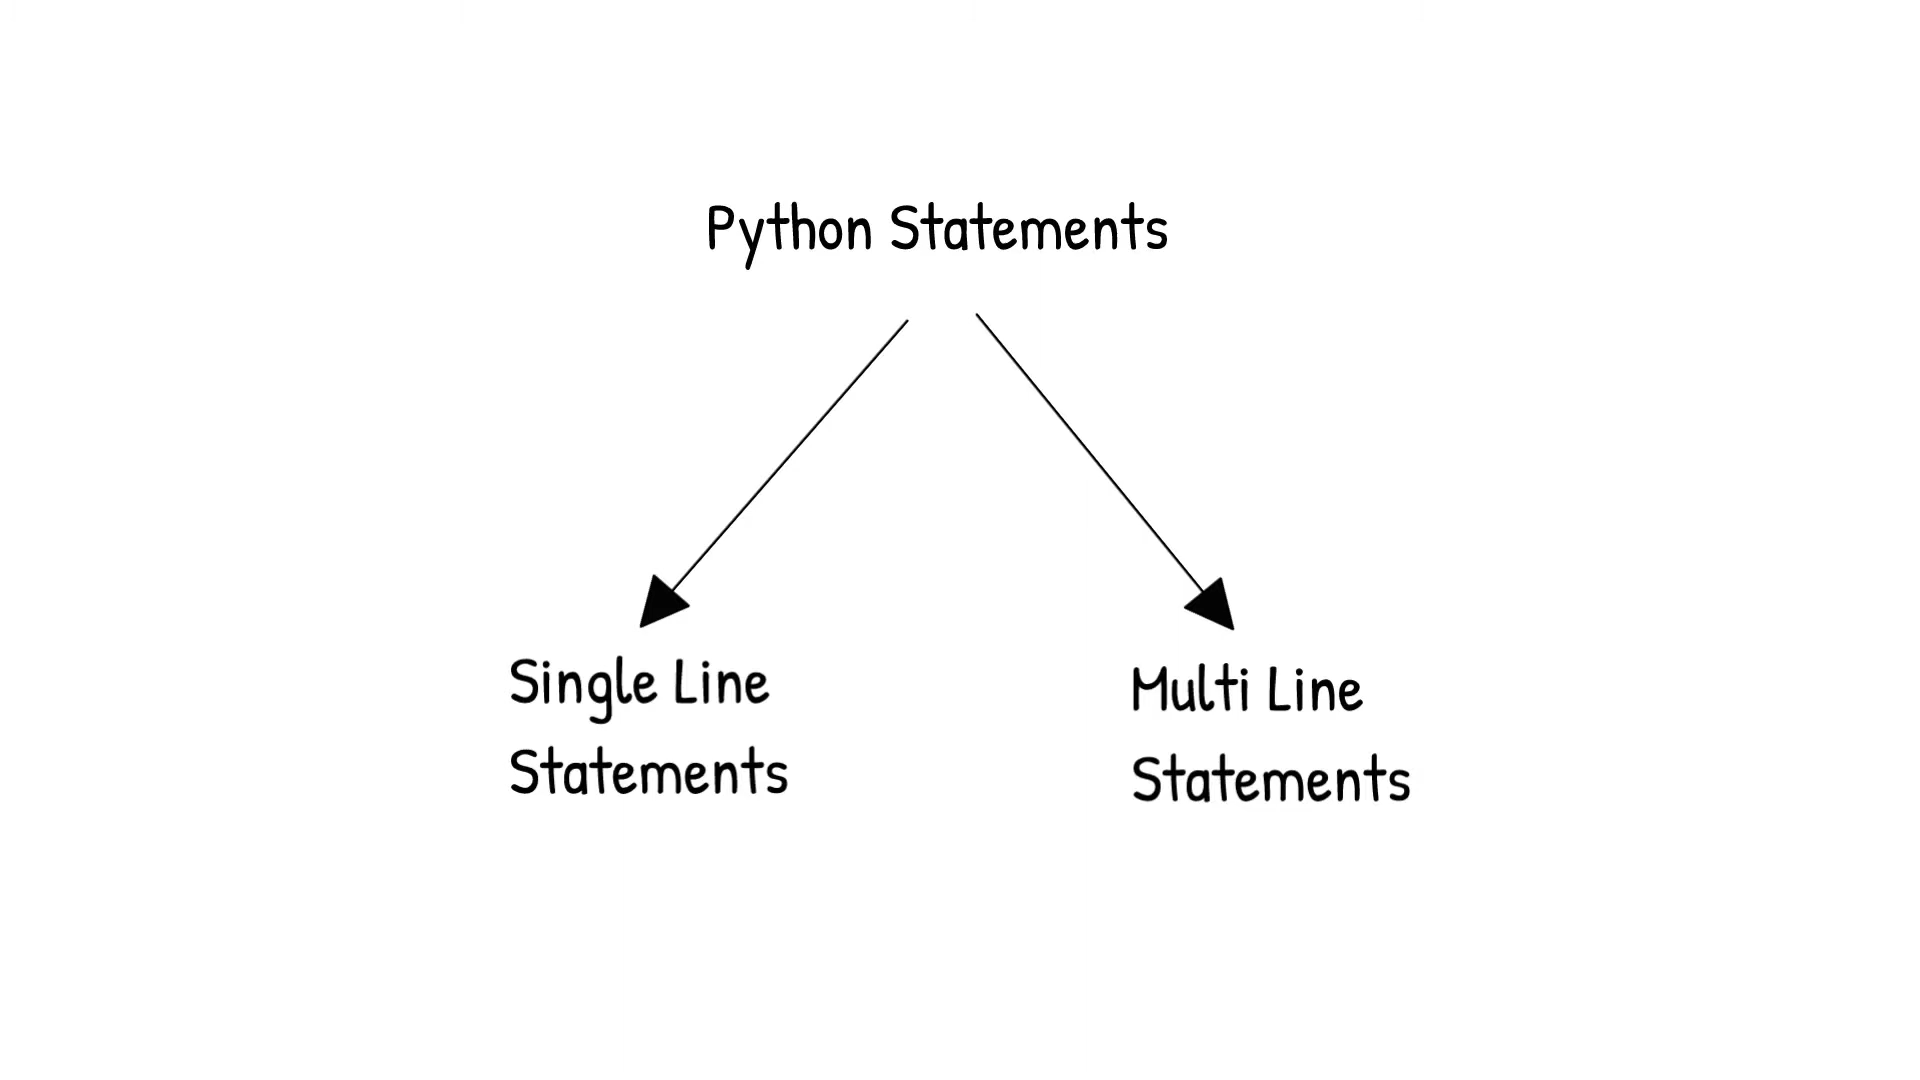 Python Statements
Single Line
Statements
Multi Line
Statements